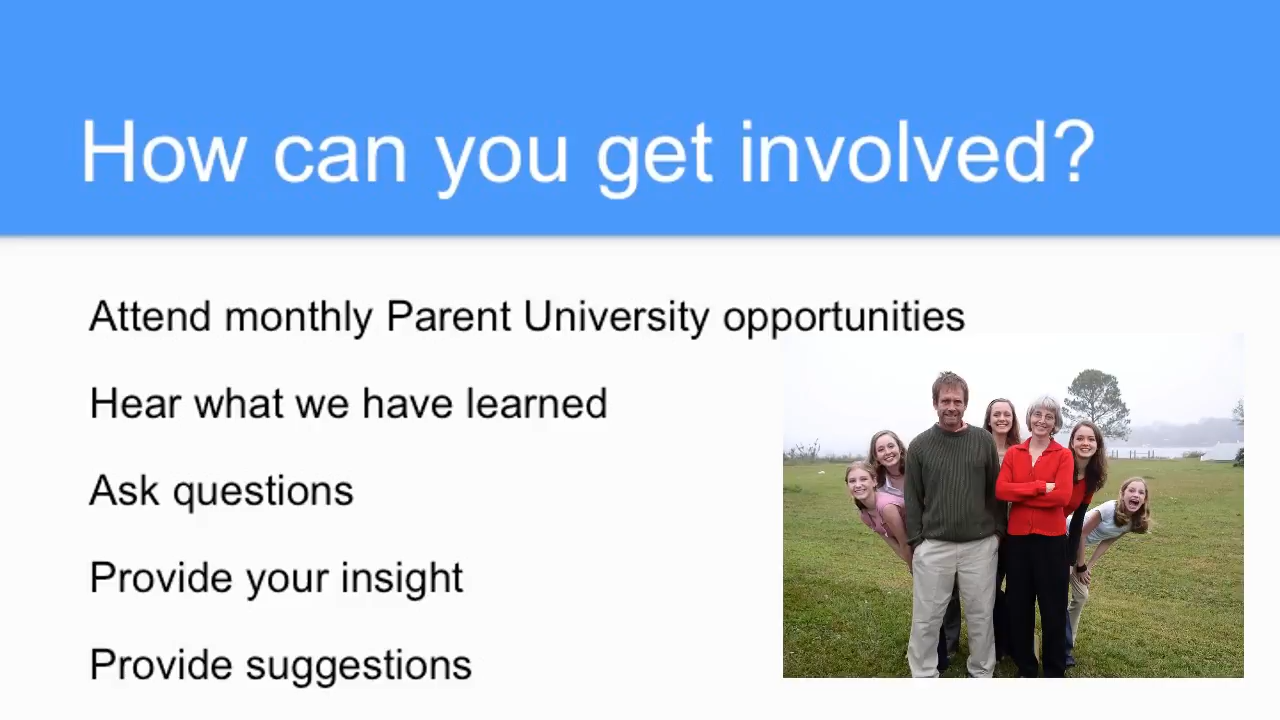 How can you get involved?
Attend monthly Parent University opportunities
Hear what we have learned
Ask questions
Provide your insight
Provide suggestions